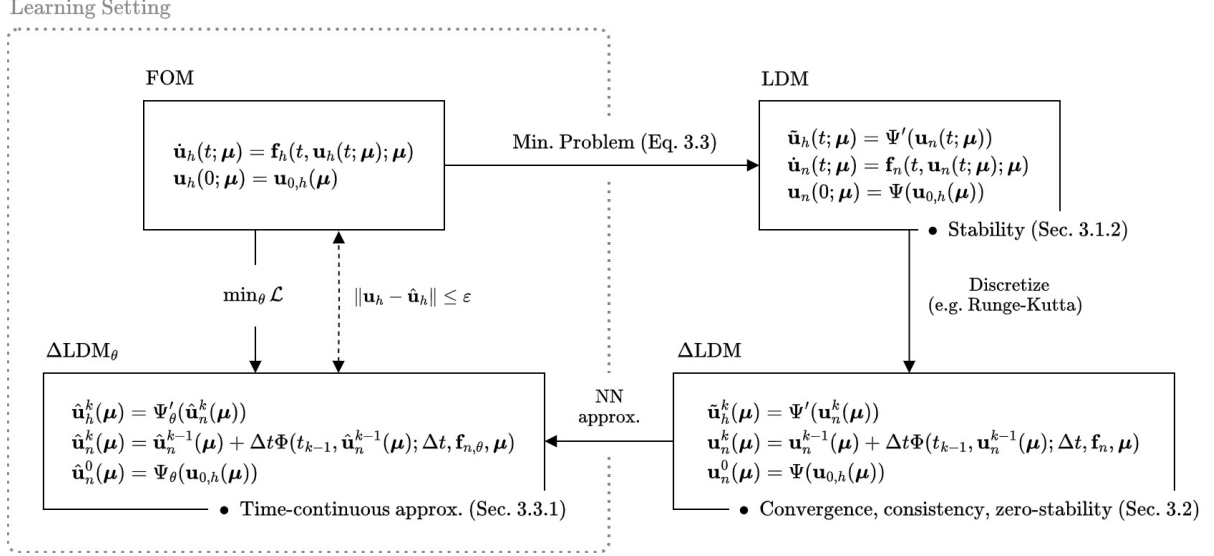 Learning Setting
FOM
u̇_h(t; μ) = f_h(t, u_h(t; μ); μ)
u_h(0; μ) = u_{0,h}(μ)
Min. Problem (Eq. 3.3)
LDM
ũ_h(t; μ) = Ψ′(u_n(t; μ))
u̇_n(t; μ) = f_n(t, u_n(t; μ); μ)
u_n(0; μ) = Ψ(u_{0,h}(μ))
• Stability (Sec. 3.1.2)
min_θ ℒ
‖u_h − û_h‖ ≤ ε
Discretize
(e.g. Runge-Kutta)
ΔLDM_θ
û_h^k(μ) = Ψ′_θ(û_n^k(μ))
û_n^k(μ) = û_n^{k−1}(μ) + ΔtΦ(t_{k−1}, û_n^{k−1}(μ); Δt, f_{n,θ}, μ)
û_n^0(μ) = Ψ_θ(u_{0,h}(μ))
• Time-continuous approx. (Sec. 3.3.1)
NN
approx.
ΔLDM
ũ_h^k(μ) = Ψ′(u_n^k(μ))
u_n^k(μ) = u_n^{k−1}(μ) + ΔtΦ(t_{k−1}, u_n^{k−1}(μ); Δt, f_n, μ)
u_n^0(μ) = Ψ(u_{0,h}(μ))
• Convergence, consistency, zero-stability (Sec. 3.2)